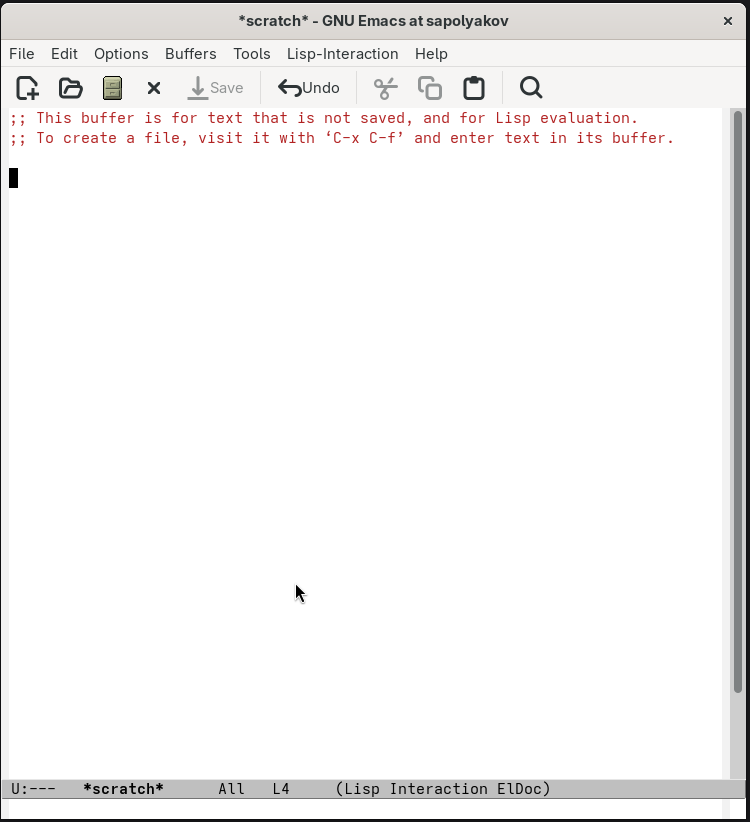 *scratch* - GNU Emacs at sapolyakov
File Edit Options Buffers Tools Lisp-Interaction Help
Save Undo
;; This buffer is for text that is not saved, and for Lisp evaluation.
;; To create a file, visit it with ‘C-x C-f’ and enter text in its buffer.
U:--- *scratch* All L4 (Lisp Interaction ElDoc)